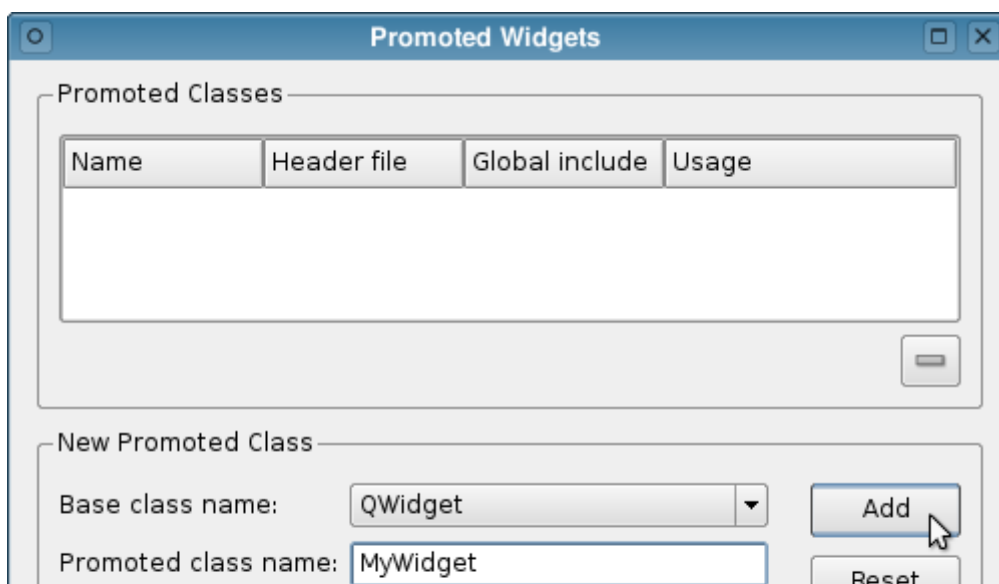 Promoted Widgets
Promoted Classes
Name Header file Global include Usage
New Promoted Class
Base class name: QWidget Add
Promoted class name: MyWidget
Reset